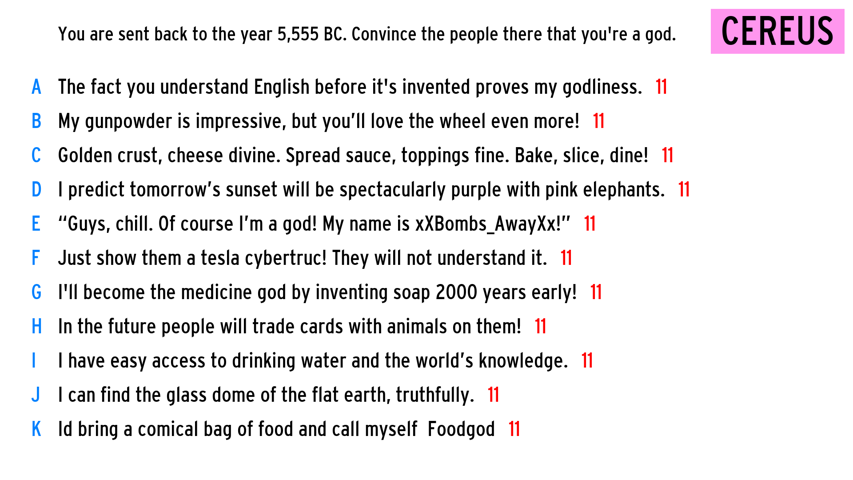 You are sent back to the year 5,555 BC. Convince the people there that you're a god.
CEREUS
A The fact you understand English before it's invented proves my godliness. 11
B My gunpowder is impressive, but you’ll love the wheel even more! 11
C Golden crust, cheese divine. Spread sauce, toppings fine. Bake, slice, dine! 11
D I predict tomorrow’s sunset will be spectacularly purple with pink elephants. 11
E “Guys, chill. Of course I’m a god! My name is xXBombs_AwayXx!” 11
F Just show them a tesla cybertruc! They will not understand it. 11
G I'll become the medicine god by inventing soap 2000 years early! 11
H In the future people will trade cards with animals on them! 11
I I have easy access to drinking water and the world’s knowledge. 11
J I can find the glass dome of the flat earth, truthfully. 11
K Id bring a comical bag of food and call myself Foodgod 11